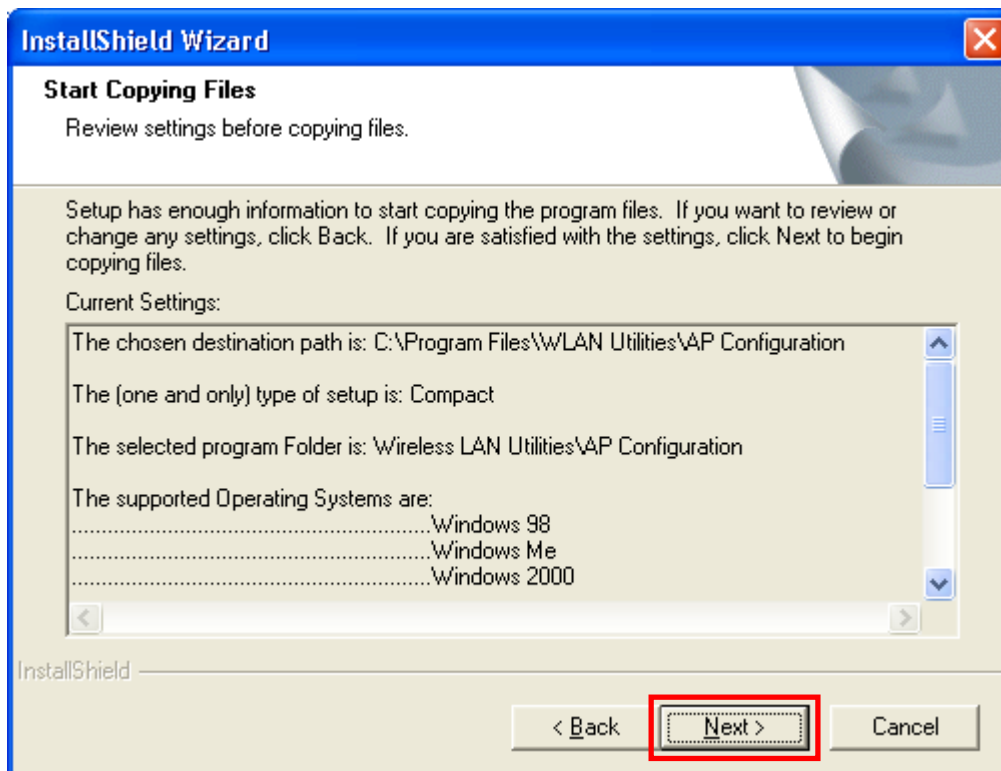 InstallShield Wizard
Start Copying Files
Review settings before copying files.
Setup has enough information to start copying the program files. If you want to review or
change any settings, click Back. If you are satisfied with the settings, click Next to begin
copying files.
Current Settings:
The chosen destination path is: C:\Program Files\WLAN Utilities\AP Configuration
The (one and only) type of setup is: Compact
The selected program Folder is: Wireless LAN Utilities\AP Configuration
The supported Operating Systems are:
............................................................Windows 98
............................................................Windows Me
............................................................Windows 2000
InstallShield
< Back
Next >
Cancel